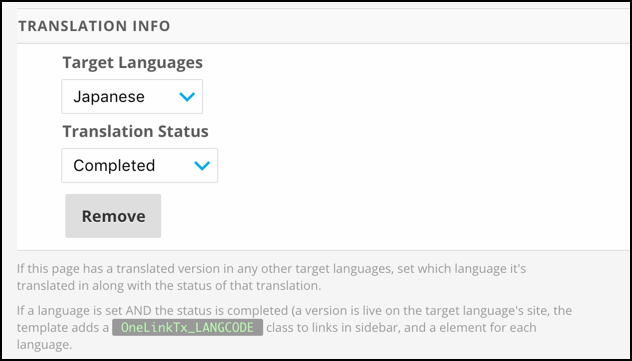 TRANSLATION INFO
Target Languages
Japanese
Translation Status
Completed
Remove
If this page has a translated version in any other target languages, set which language it's
translated in along with the status of that translation.
If a language is set AND the status is completed (a version is live on the target language's site, the
template adds a OneLinkTx_LANGCODE class to links in sidebar, and a element for each
language.